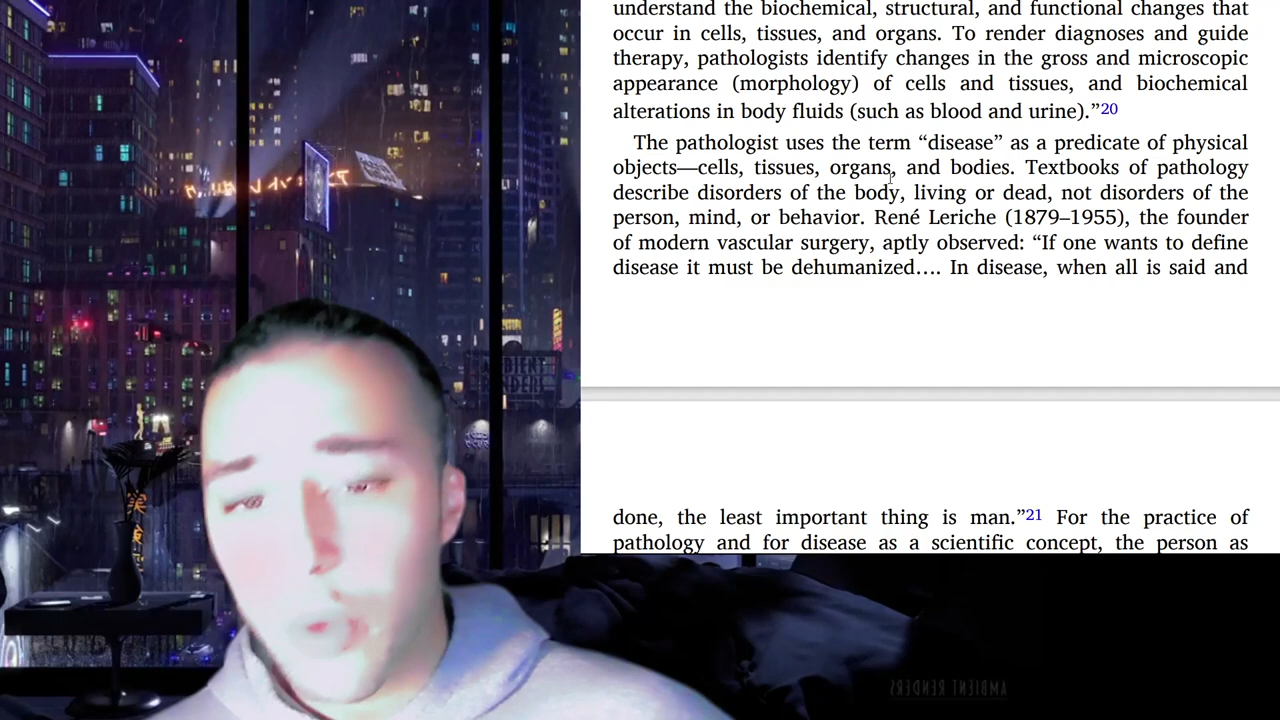 understand the biochemical, structural, and functional changes that
occur in cells, tissues, and organs. To render diagnoses and guide
therapy, pathologists identify changes in the gross and microscopic
appearance (morphology) of cells and tissues, and biochemical
alterations in body fluids (such as blood and urine).”20
The pathologist uses the term “disease” as a predicate of physical
objects—cells, tissues, organs, and bodies. Textbooks of pathology
describe disorders of the body, living or dead, not disorders of the
person, mind, or behavior. René Leriche (1879–1955), the founder
of modern vascular surgery, aptly observed: “If one wants to define
disease it must be dehumanized…. In disease, when all is said and
done, the least important thing is man.”21 For the practice of
pathology and for disease as a scientific concept, the person as
AMBIENT RENDERS